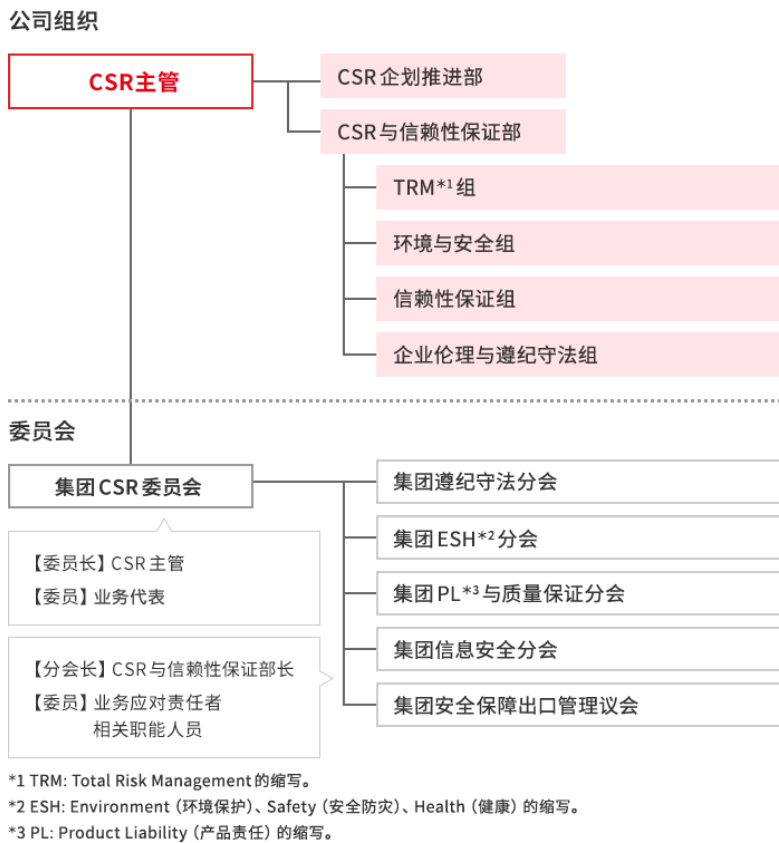 公司组织
CSR主管
CSR企划推进部
CSR与信赖性保证部
TRM*1组
环境与安全组
信赖性保证组
企业伦理与遵纪守法组
委员会
集团CSR委员会
【委员长】CSR主管
【委员】业务代表
【分会长】CSR与信赖性保证部长
【委员】业务应对责任者
相关职能人员
集团遵纪守法分会
集团ESH*2分会
集团PL*3与质量保证分会
集团信息安全分会
集团安全保障出口管理议会
*1 TRM: Total Risk Management的缩写。
*2 ESH: Environment（环境保护）、Safety（安全防灾）、Health（健康）的缩写。
*3 PL: Product Liability（产品责任）的缩写。